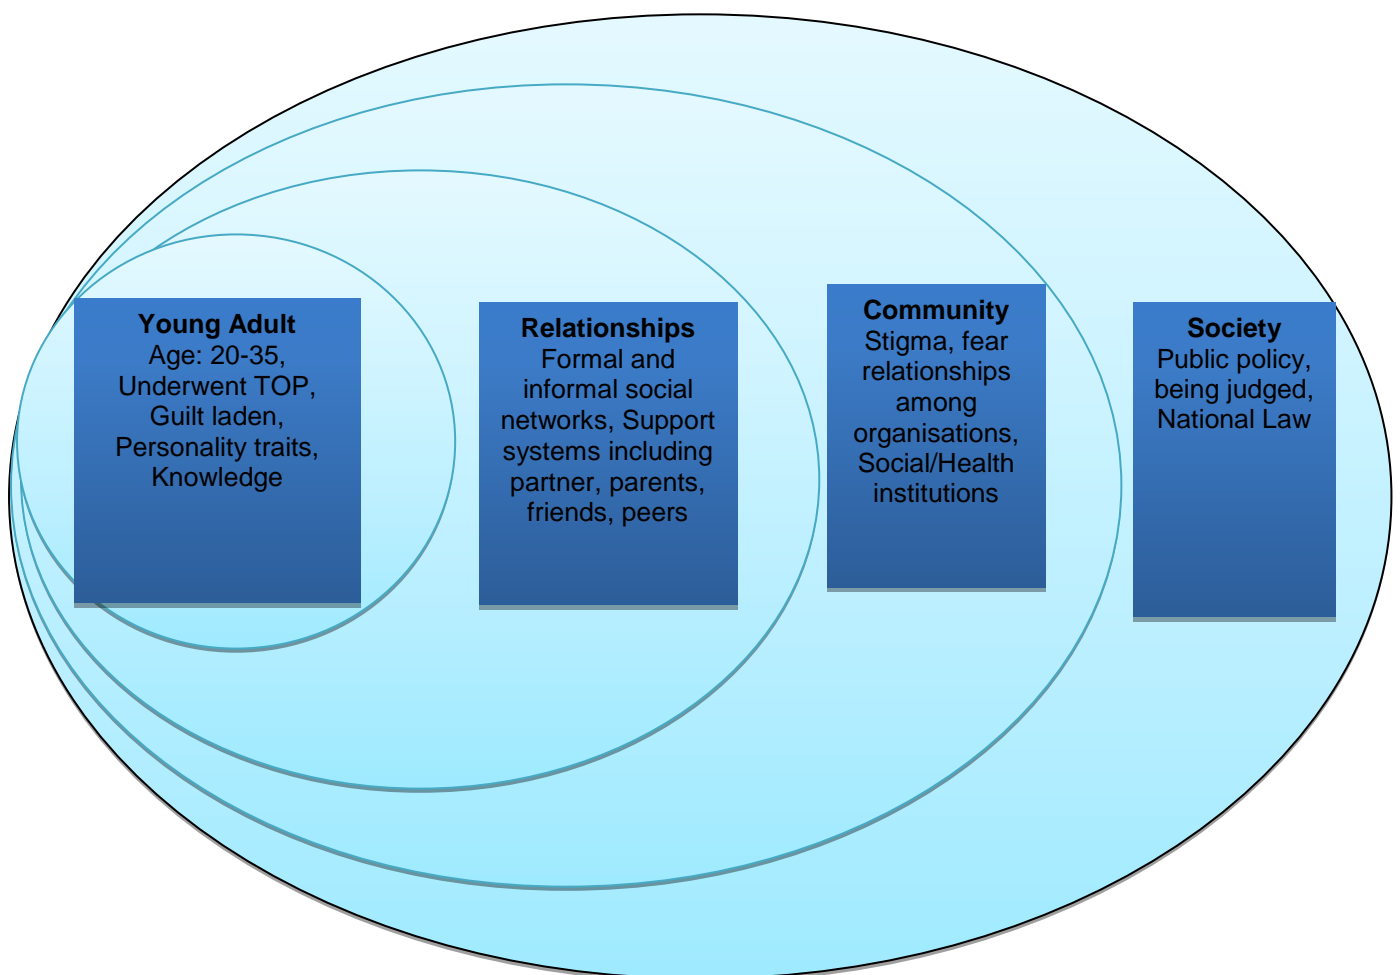 Young Adult
Age: 20-35,
Underwent TOP,
Guilt laden,
Personality traits,
Knowledge
Relationships
Formal and
informal social
networks, Support
systems including
partner, parents,
friends, peers
Community
Stigma, fear
relationships
among
organisations,
Social/Health
institutions
Society
Public policy,
being judged,
National Law